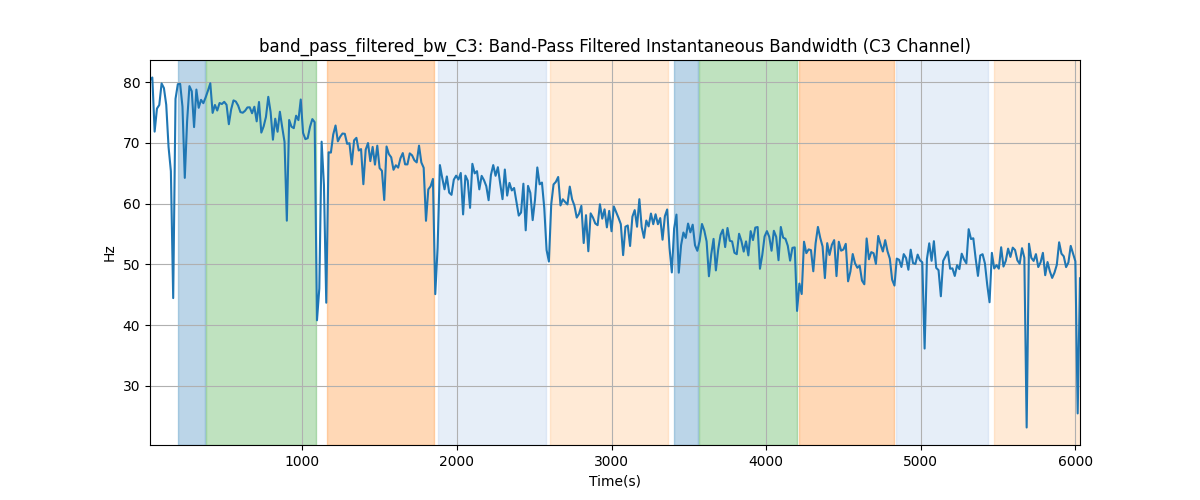 band_pass_filtered_bw_C3: Band-Pass Filtered Instantaneous Bandwidth (C3 Channel)
80
70
60
50
40
30
Hz
1000 2000 3000 4000 5000 6000
Time(s)